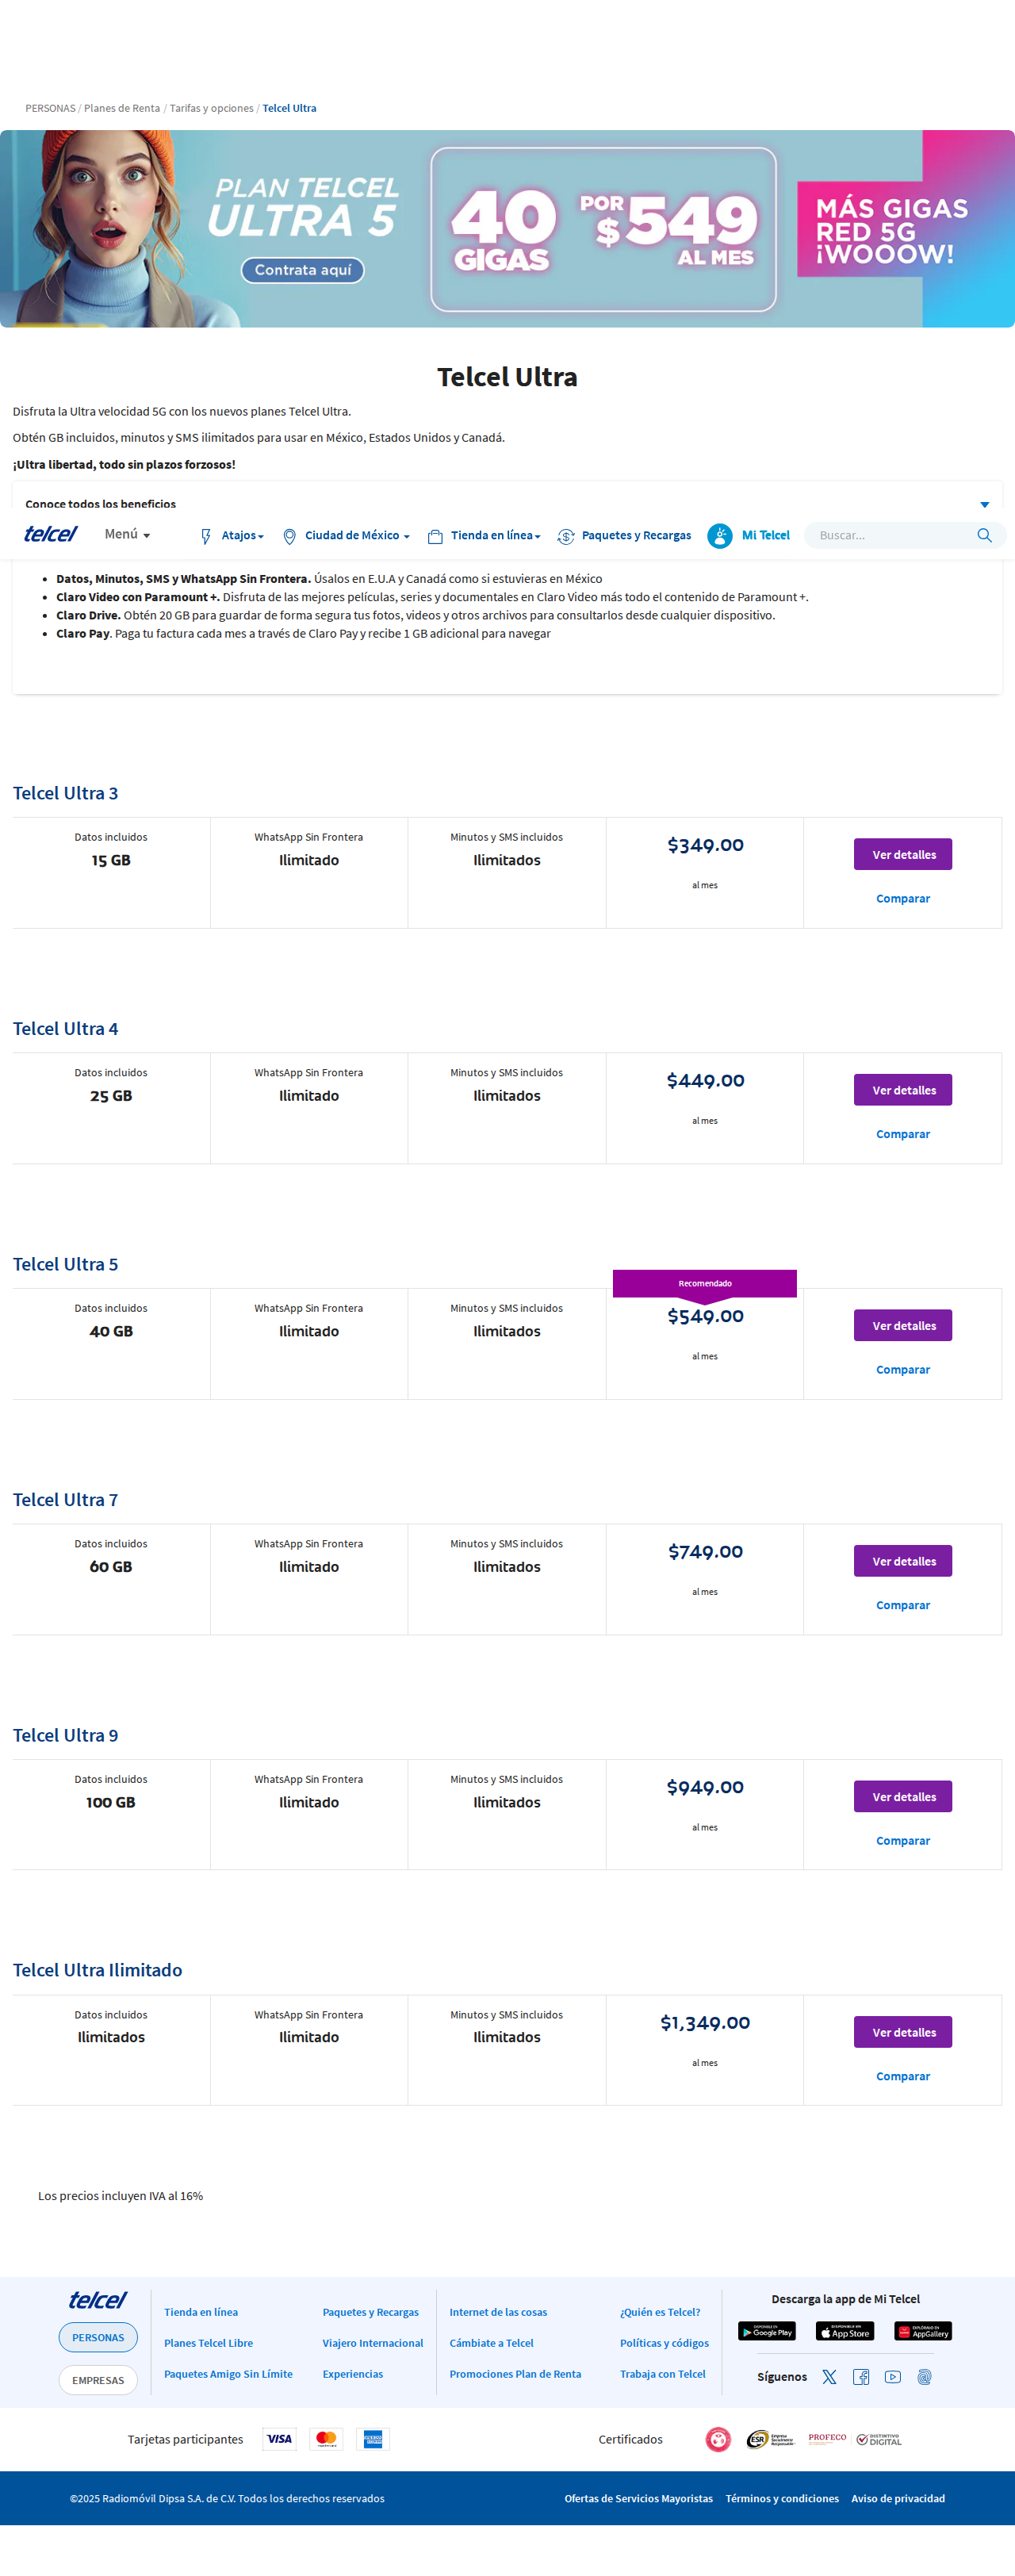 PERSONAS / Planes de Renta / Tarifas y opciones / Telcel Ultra
PLAN TELCEL
ULTRA 5
Contrata aquí
40
GIGAS
POR
$549
AL MES
MÁS GIGAS
RED 5G
¡WOOOW!
Telcel Ultra
Disfruta la Ultra velocidad 5G con los nuevos planes Telcel Ultra.
Obtén GB incluidos, minutos y SMS ilimitados para usar en México, Estados Unidos y Canadá.
¡Ultra libertad, todo sin plazos forzosos!
Conoce todos los beneficios
telcel Menú Atajos Ciudad de México Tienda en línea Paquetes y Recargas Mi Telcel Buscar...
Datos, Minutos, SMS y WhatsApp Sin Frontera. Úsalos en E.U.A y Canadá como si estuvieras en México
Claro Video con Paramount +. Disfruta de las mejores películas, series y documentales en Claro Video más todo el contenido de Paramount +.
Claro Drive. Obtén 20 GB para guardar de forma segura tus fotos, videos y otros archivos para consultarlos desde cualquier dispositivo.
Claro Pay. Paga tu factura cada mes a través de Claro Pay y recibe 1 GB adicional para navegar
Telcel Ultra 3
Datos incluidos WhatsApp Sin Frontera Minutos y SMS incluidos $349.00 Ver detalles
15 GB Ilimitado Ilimitados al mes Comparar
Telcel Ultra 4
Datos incluidos WhatsApp Sin Frontera Minutos y SMS incluidos $449.00 Ver detalles
25 GB Ilimitado Ilimitados al mes Comparar
Telcel Ultra 5
Recomendado
Datos incluidos WhatsApp Sin Frontera Minutos y SMS incluidos $549.00 Ver detalles
40 GB Ilimitado Ilimitados al mes Comparar
Telcel Ultra 7
Datos incluidos WhatsApp Sin Frontera Minutos y SMS incluidos $749.00 Ver detalles
60 GB Ilimitado Ilimitados al mes Comparar
Telcel Ultra 9
Datos incluidos WhatsApp Sin Frontera Minutos y SMS incluidos $949.00 Ver detalles
100 GB Ilimitado Ilimitados al mes Comparar
Telcel Ultra Ilimitado
Datos incluidos WhatsApp Sin Frontera Minutos y SMS incluidos $1,349.00 Ver detalles
Ilimitados Ilimitado Ilimitados al mes Comparar
Los precios incluyen IVA al 16%
telcel
PERSONAS
EMPRESAS
Tienda en línea
Planes Telcel Libre
Paquetes Amigo Sin Límite
Paquetes y Recargas
Viajero Internacional
Experiencias
Internet de las cosas
Cámbiate a Telcel
Promociones Plan de Renta
¿Quién es Telcel?
Políticas y códigos
Trabaja con Telcel
Descarga la app de Mi Telcel
Google Play App Store AppGallery
Síguenos
Tarjetas participantes VISA
Certificados ESR PROFECO DISTINTIVO DIGITAL
©2025 Radiomóvil Dipsa S.A. de C.V. Todos los derechos reservados
Ofertas de Servicios Mayoristas Términos y condiciones Aviso de privacidad